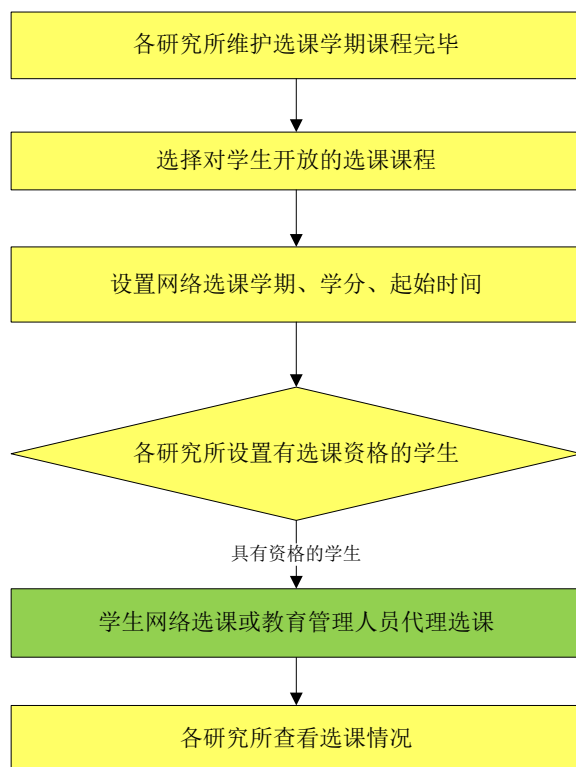 各研究所维护选课学期课程完毕
选择对学生开放的选课课程
设置网络选课学期、学分、起始时间
各研究所设置有选课资格的学生
具有资格的学生
学生网络选课或教育管理人员代理选课
各研究所查看选课情况